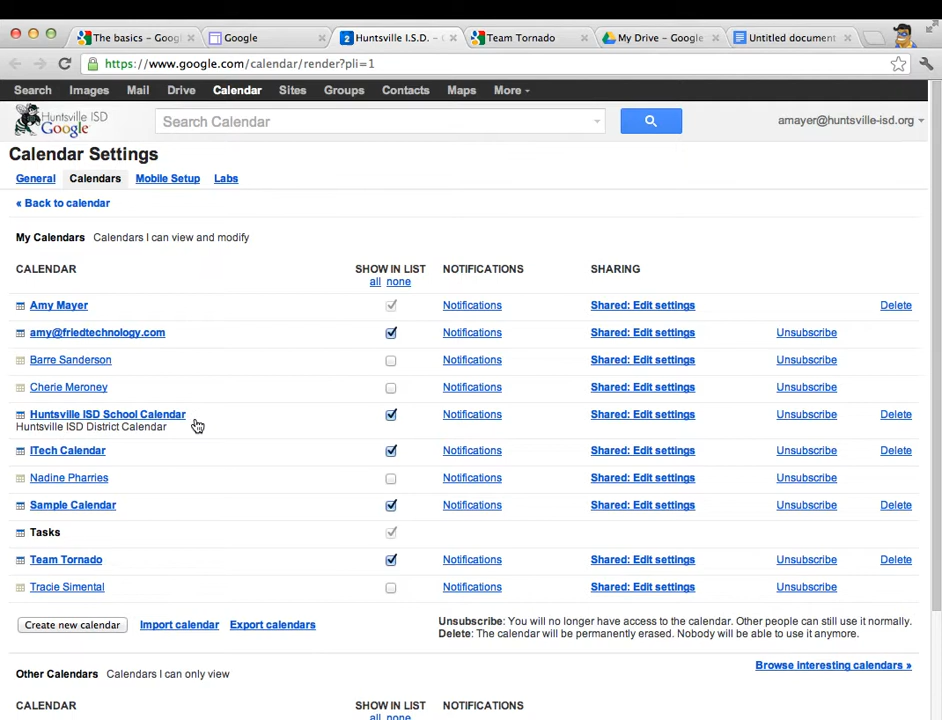 The basics - Googl
Google
2 Huntsville I.S.D. -
Team Tornado
My Drive - Google
Untitled document
https://www.google.com/calendar/render?pli=1
Search Images Mail Drive Calendar Sites Groups Contacts Maps More
Huntsville ISD
Google
Search Calendar
amayer@huntsville-isd.org
Calendar Settings
General Calendars Mobile Setup Labs
« Back to calendar
My Calendars Calendars I can view and modify
CALENDAR SHOW IN LIST NOTIFICATIONS SHARING
all none
Amy Mayer Notifications Shared: Edit settings Delete
amy@friedtechnology.com Notifications Shared: Edit settings Unsubscribe
Barre Sanderson Notifications Shared: Edit settings Unsubscribe
Cherie Meroney Notifications Shared: Edit settings Unsubscribe
Huntsville ISD School Calendar Notifications Shared: Edit settings Unsubscribe Delete
Huntsville ISD District Calendar
ITech Calendar Notifications Shared: Edit settings Unsubscribe Delete
Nadine Pharries Notifications Shared: Edit settings Unsubscribe
Sample Calendar Notifications Shared: Edit settings Unsubscribe Delete
Tasks
Team Tornado Notifications Shared: Edit settings Unsubscribe Delete
Tracie Simental Notifications Shared: Edit settings Unsubscribe
Create new calendar Import calendar Export calendars
Unsubscribe: You will no longer have access to the calendar. Other people can still use it normally.
Delete: The calendar will be permanently erased. Nobody will be able to use it anymore.
Browse interesting calendars »
Other Calendars Calendars I can only view
CALENDAR SHOW IN LIST NOTIFICATIONS
all none